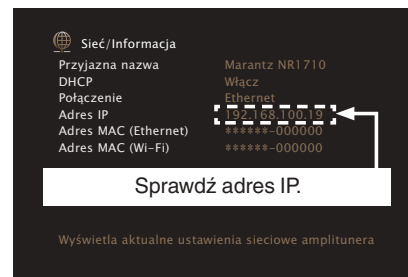 Sieć/Informacja
Przyjazna nazwa Marantz NR1710
DHCP Włącz
Połączenie Ethernet
Adres IP 192.168.100.19
Adres MAC (Ethernet) ******-000000
Adres MAC (Wi-Fi) ******-000000
Sprawdź adres IP.
Wyświetla aktualne ustawienia sieciowe amplitunera